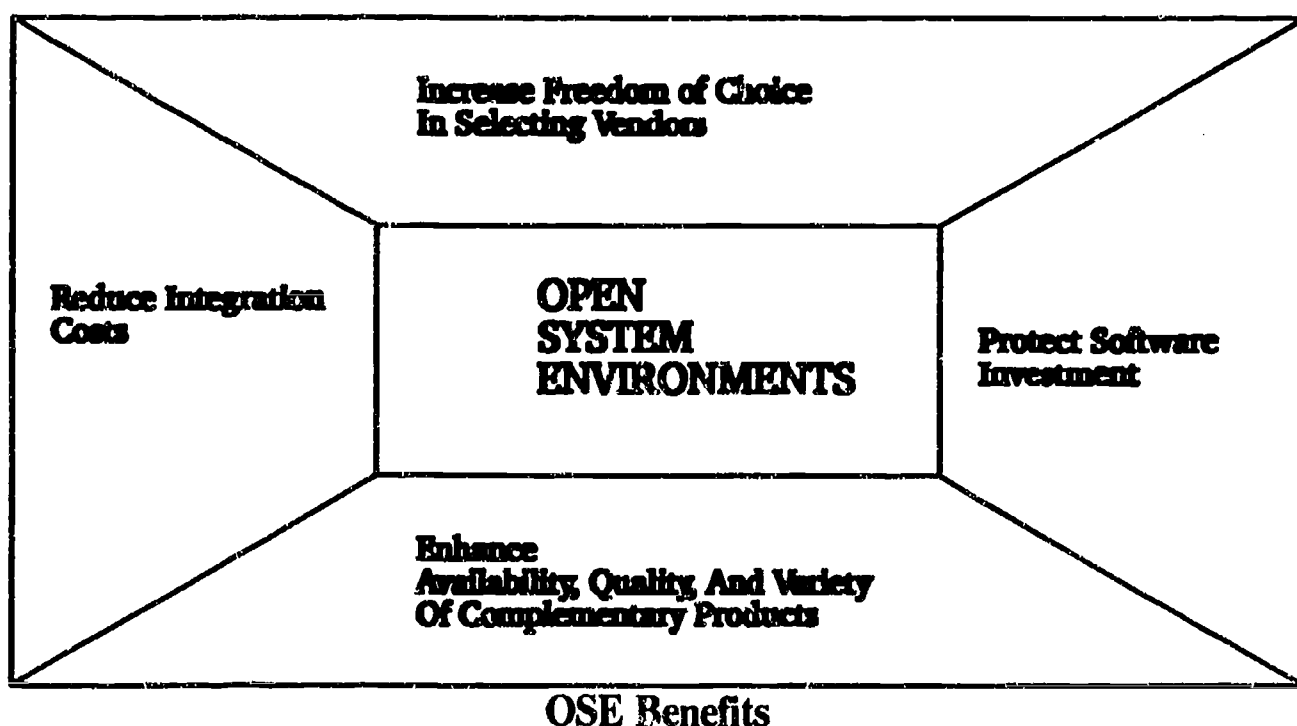 Increase Freedom of Choice
In Selecting Vendors
Reduce Integration
Costs
OPEN
SYSTEM
ENVIRONMENTS
Protect Software
Investment
Enhance
Availability, Quality, And Variety
Of Complementary Products
OSE Benefits